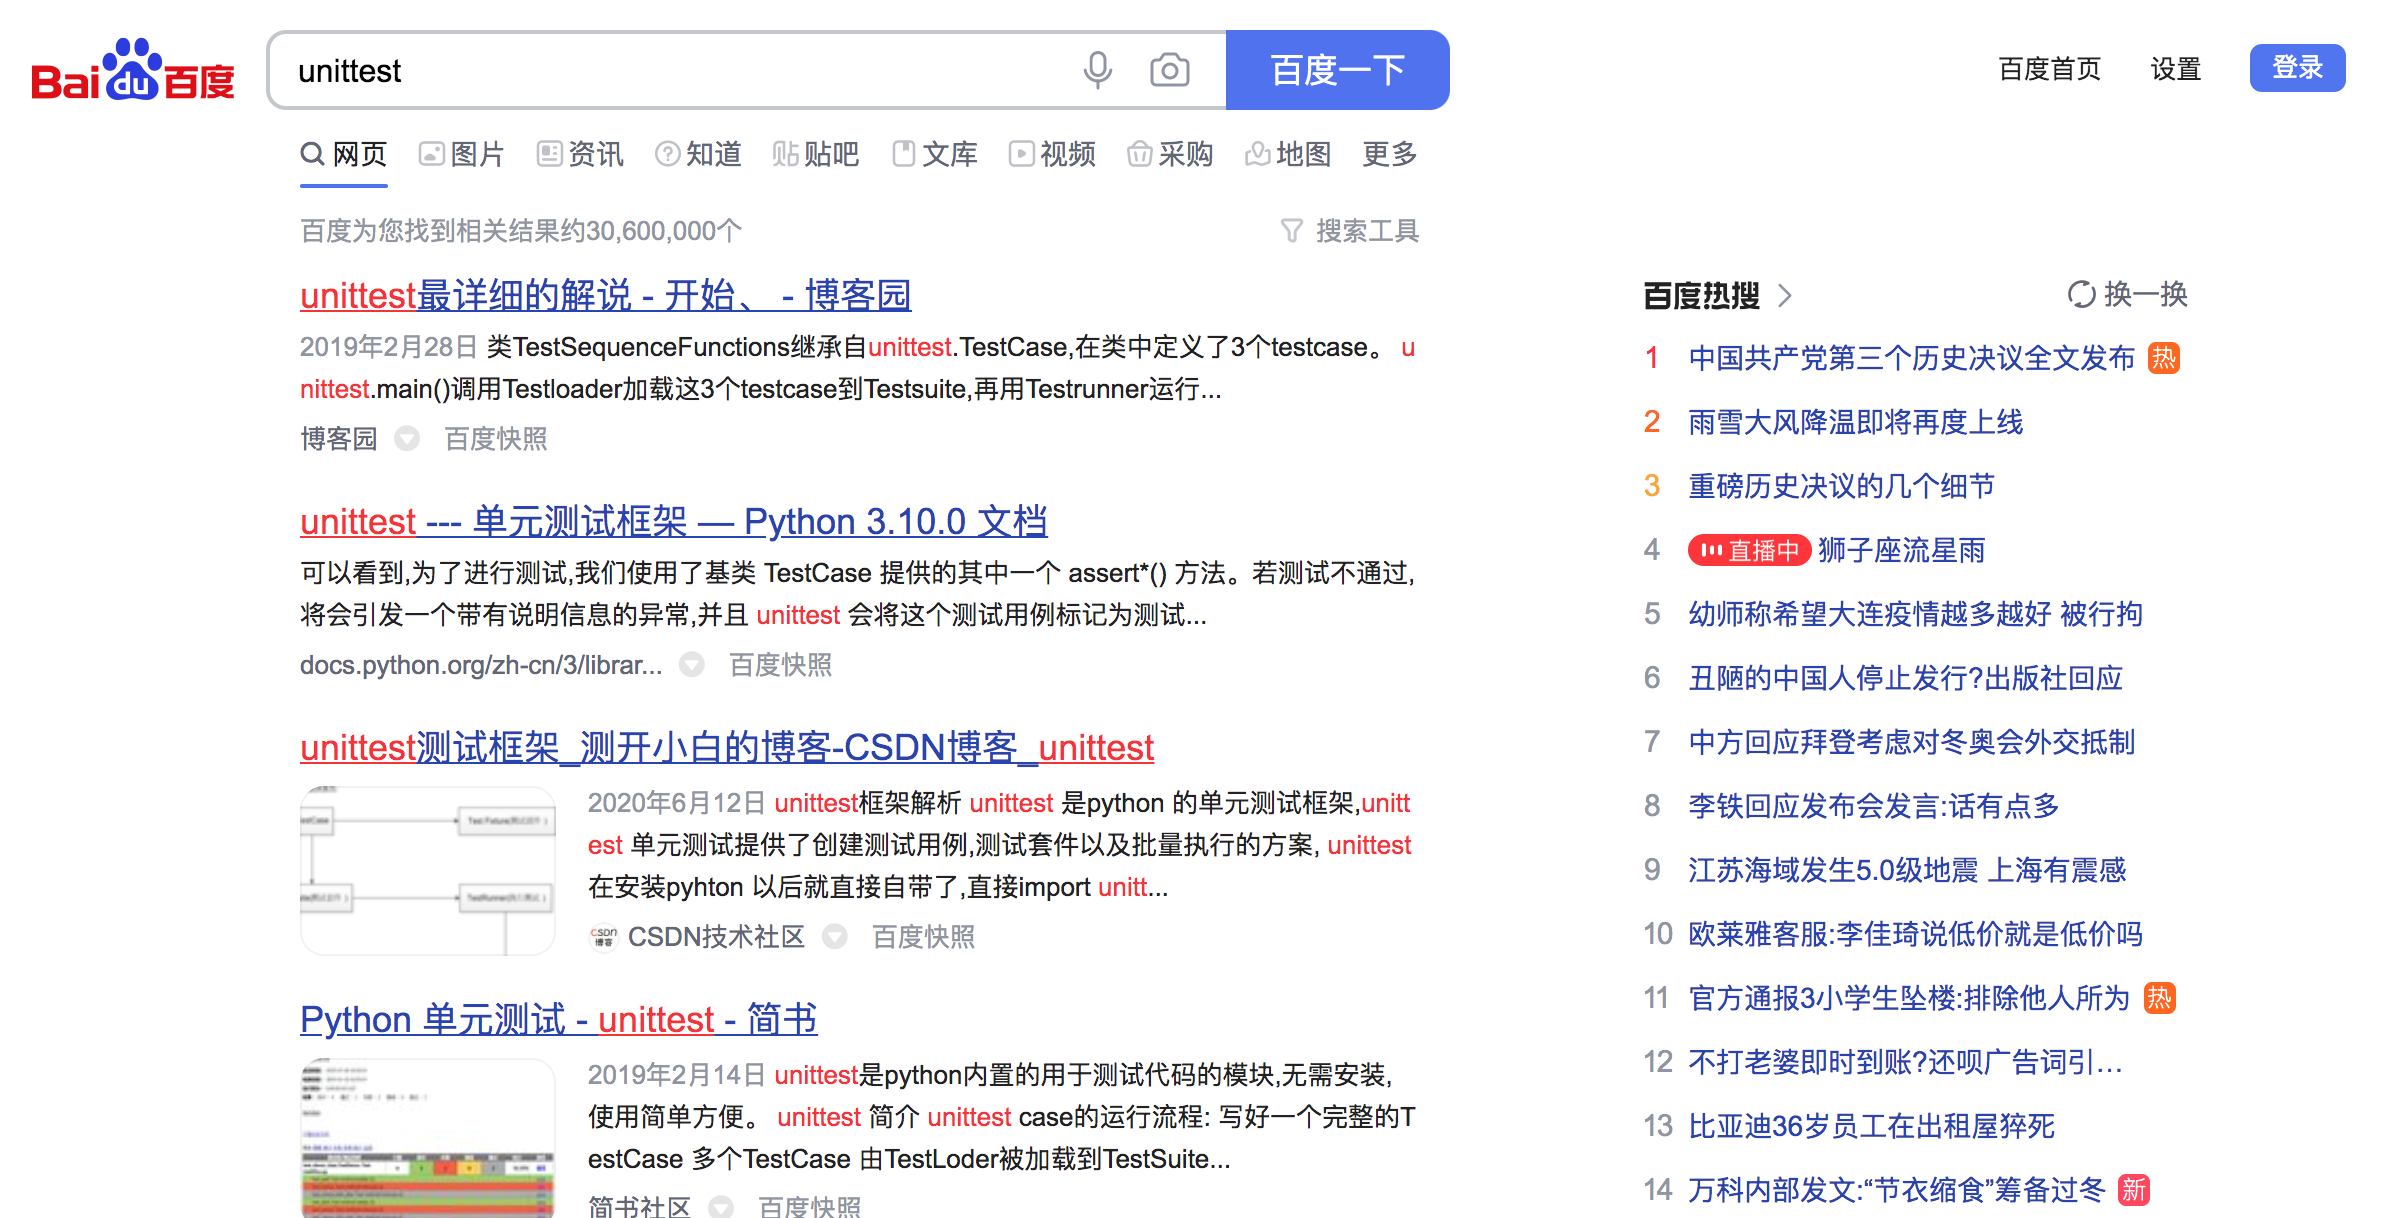 Baidu百度
unittest
百度一下
百度首页 设置 登录
网页 图片 资讯 知道 贴吧 文库 视频 采购 地图 更多
百度为您找到相关结果约30,600,000个
搜索工具
unittest最详细的解说 - 开始、 - 博客园
2019年2月28日 类TestSequenceFunctions继承自unittest.TestCase,在类中定义了3个testcase。 u
nittest.main()调用Testloader加载这3个testcase到Testsuite,再用Testrunner运行...
博客园 百度快照
unittest --- 单元测试框架 — Python 3.10.0 文档
可以看到,为了进行测试,我们使用了基类 TestCase 提供的其中一个 assert*() 方法。若测试不通过,
将会引发一个带有说明信息的异常,并且 unittest 会将这个测试用例标记为测试...
docs.python.org/zh-cn/3/librar... 百度快照
unittest测试框架_测开小白的博客-CSDN博客_unittest
2020年6月12日 unittest框架解析 unittest 是python 的单元测试框架,unitt
est 单元测试提供了创建测试用例,测试套件以及批量执行的方案, unittest
在安装pyhton 以后就直接自带了,直接import unitt...
CSDN博客 CSDN技术社区 百度快照
Python 单元测试 - unittest - 简书
2019年2月14日 unittest是python内置的用于测试代码的模块,无需安装,
使用简单方便。 unittest 简介 unittest case的运行流程: 写好一个完整的T
estCase 多个TestCase 由TestLoder被加载到TestSuite...
简书社区 百度快照
百度热搜 换一换
1 中国共产党第三个历史决议全文发布 热
2 雨雪大风降温即将再度上线
3 重磅历史决议的几个细节
4 直播中 狮子座流星雨
5 幼师称希望大连疫情越多越好 被行拘
6 丑陋的中国人停止发行?出版社回应
7 中方回应拜登考虑对冬奥会外交抵制
8 李铁回应发布会发言:话有点多
9 江苏海域发生5.0级地震 上海有震感
10 欧莱雅客服:李佳琦说低价就是低价吗
11 官方通报3小学生坠楼:排除他人所为 热
12 不打老婆即时到账?还呗广告词引...
13 比亚迪36岁员工在出租屋猝死
14 万科内部发文:“节衣缩食”筹备过冬 新